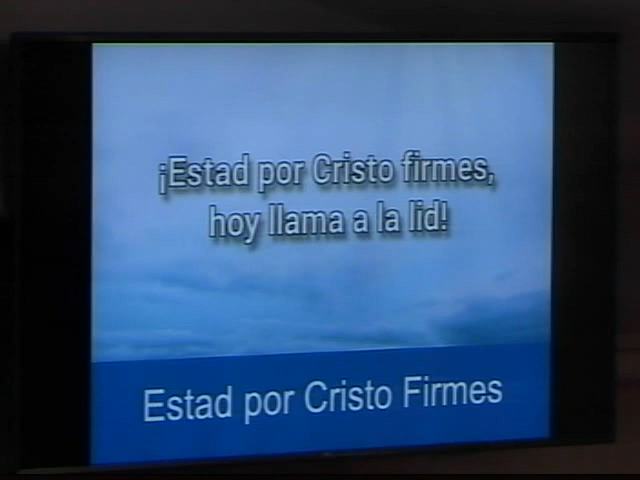 ¡Estad por Cristo firmes,
hoy llama a la lid!
Estad por Cristo Firmes